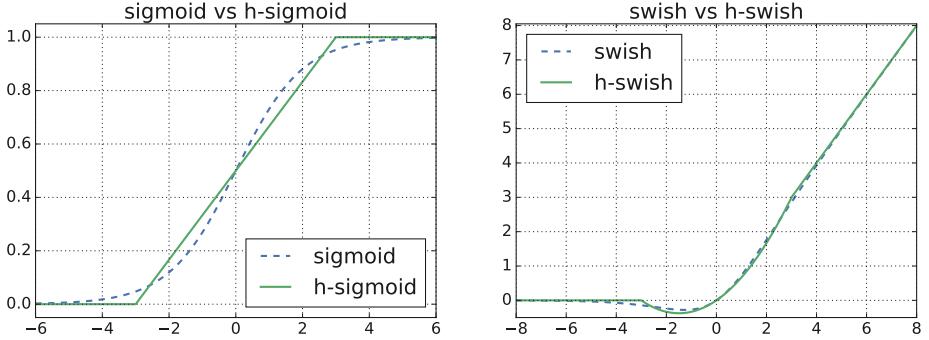 sigmoid vs h-sigmoid
1.0
0.8
0.6
0.4
0.2
0.0
sigmoid
h-sigmoid
−6 −4 −2 0 2 4 6
swish vs h-swish
8
7
6
5
4
3
2
1
0
swish
h-swish
−8 −6 −4 −2 0 2 4 6 8